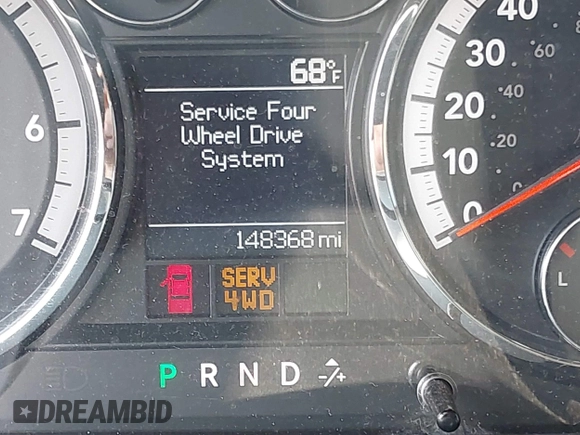 68°F
Service Four
Wheel Drive
System
148368 mi
SERV
4WD
P R N D -/+
6
7
40
30
20
10
0
60
40
20
0
L
DREAMBID